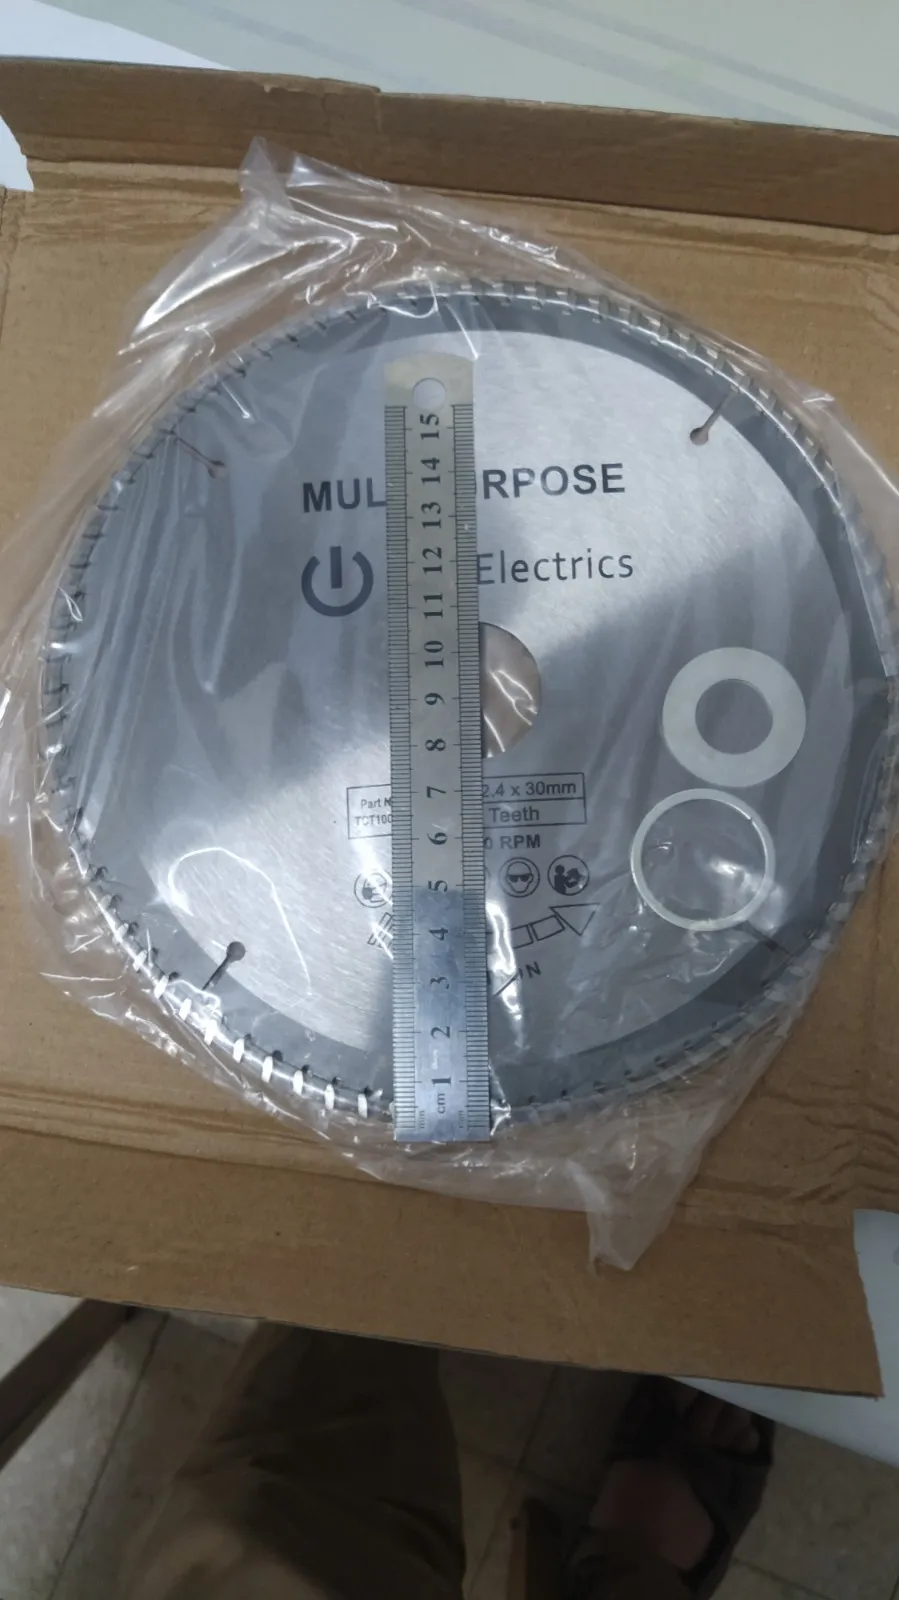 MUL RPOSE
Electrics
15
14
13
12
11
10
9
8
7
6
5
4
3
2
1
cm
2.4 x 30mm
Part N
Teeth
TCT100
0 RPM
ON